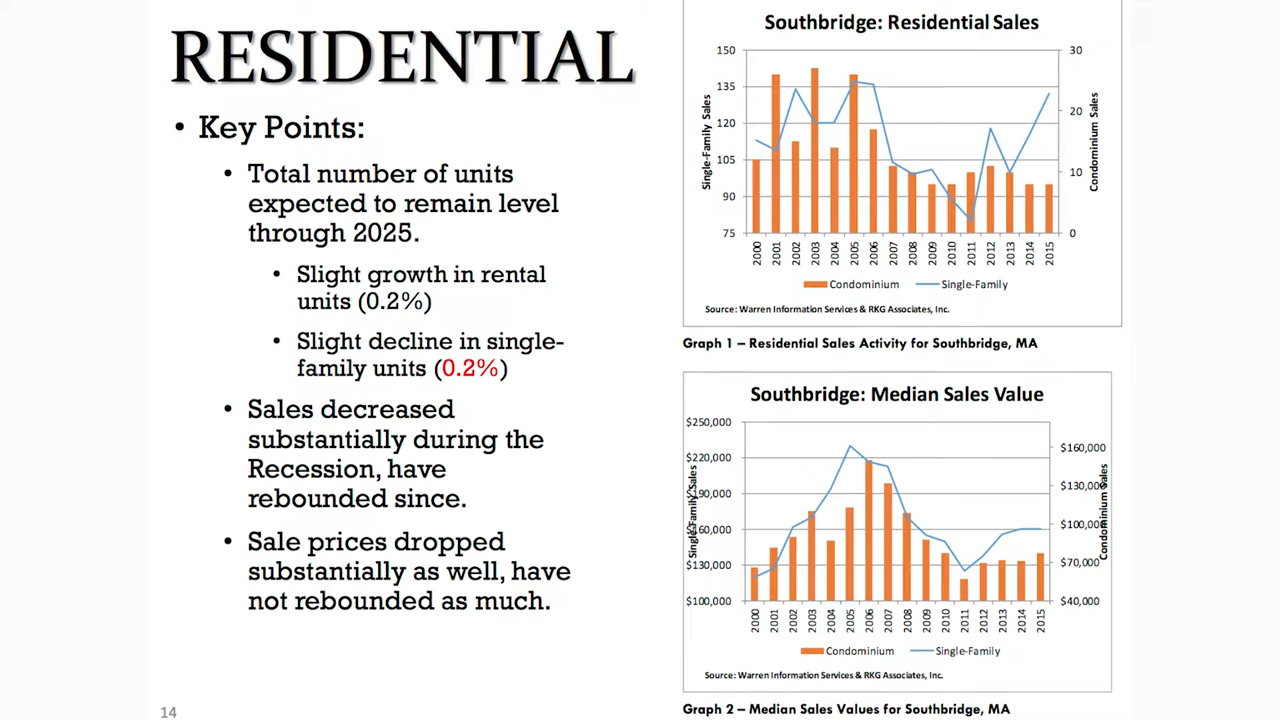 RESIDENTIAL
• Key Points:
• Total number of units
expected to remain level
through 2025.
• Slight growth in rental
units (0.2%)
• Slight decline in single-
family units (0.2%)
• Sales decreased
substantially during the
Recession, have
rebounded since.
• Sale prices dropped
substantially as well, have
not rebounded as much.
14
Southbridge: Residential Sales
Single-Family Sales
150
135
120
105
90
75
Condominium Sales
30
20
10
0
2000 2001 2002 2003 2004 2005 2006 2007 2008 2009 2010 2011 2012 2013 2014 2015
Condominium Single-Family
Source: Warren Information Services & RKG Associates, Inc.
Graph 1 – Residential Sales Activity for Southbridge, MA
Southbridge: Median Sales Value
Single-Family Sales
$250,000
$220,000
$190,000
$160,000
$130,000
$100,000
Condominium Sales
$160,000
$130,000
$100,000
$70,000
$40,000
2000 2001 2002 2003 2004 2005 2006 2007 2008 2009 2010 2011 2012 2013 2014 2015
Condominium Single-Family
Source: Warren Information Services & RKG Associates, Inc.
Graph 2 – Median Sales Values for Southbridge, MA